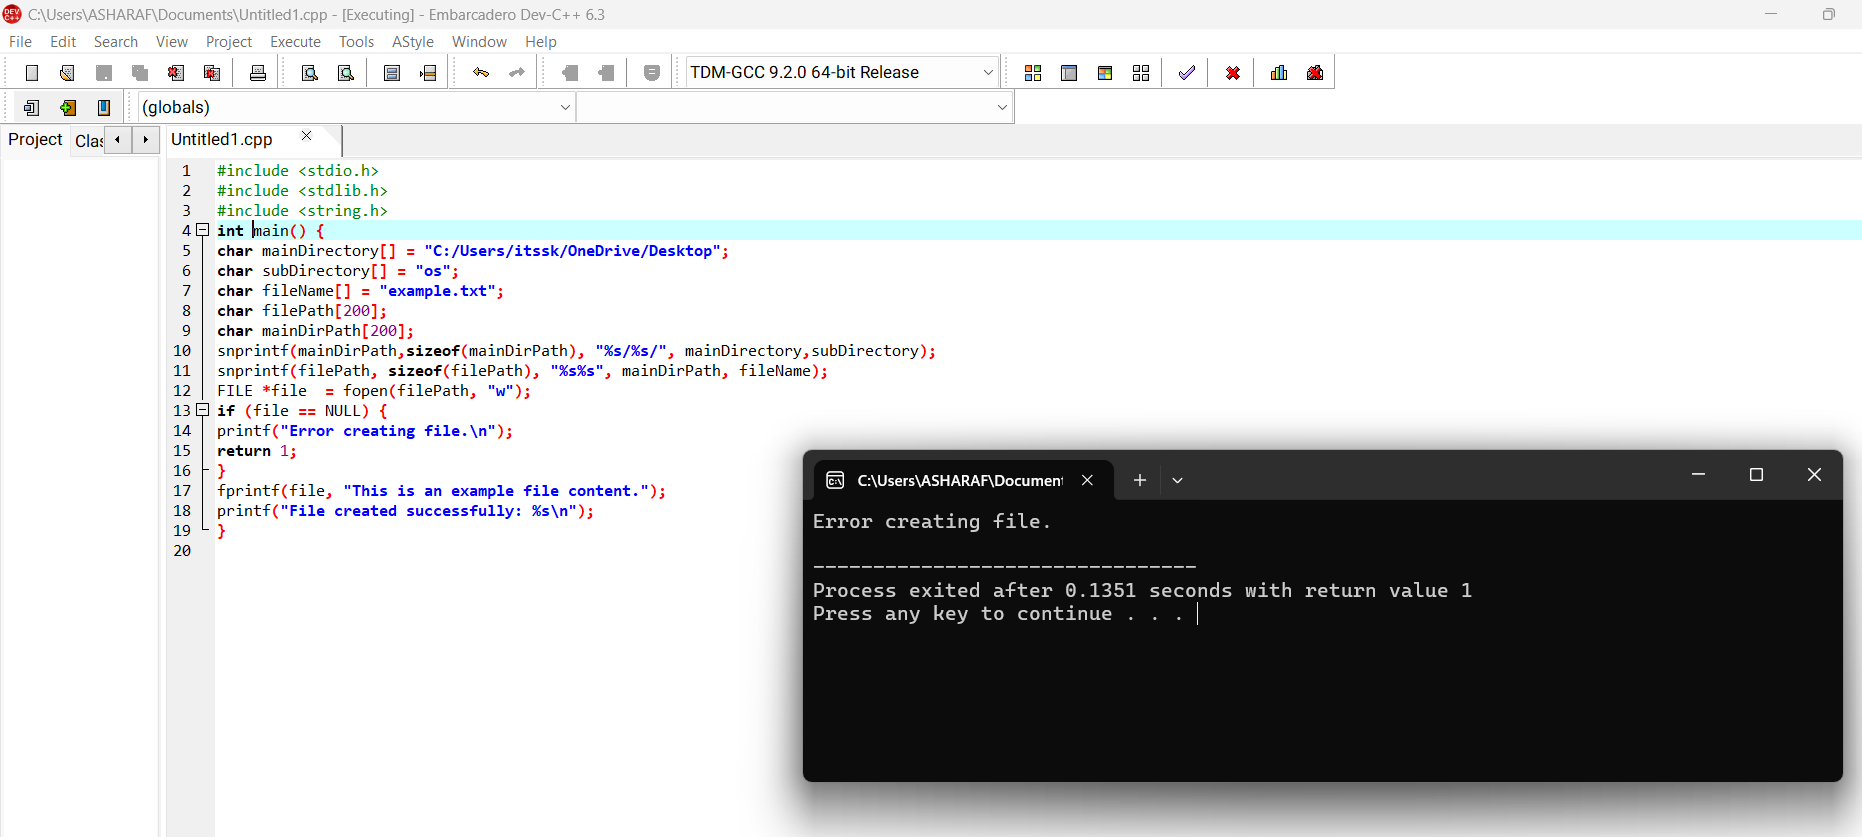 C:\Users\ASHARAF\Documents\Untitled1.cpp - [Executing] - Embarcadero Dev-C++ 6.3
File Edit Search View Project Execute Tools AStyle Window Help
TDM-GCC 9.2.0 64-bit Release
(globals)
Project Clas Untitled1.cpp
1 #include <stdio.h>
2 #include <stdlib.h>
3 #include <string.h>
4 int main() {
5 char mainDirectory[] = "C:/Users/itssk/OneDrive/Desktop";
6 char subDirectory[] = "os";
7 char fileName[] = "example.txt";
8 char filePath[200];
9 char mainDirPath[200];
10 snprintf(mainDirPath,sizeof(mainDirPath), "%s/%s/", mainDirectory,subDirectory);
11 snprintf(filePath, sizeof(filePath), "%s%s", mainDirPath, fileName);
12 FILE *file  = fopen(filePath, "w");
13 if (file == NULL) {
14 printf("Error creating file.\n");
15 return 1;
16 }
17 fprintf(file, "This is an example file content.");
18 printf("File created successfully: %s\n");
19 }
20
C:\Users\ASHARAF\Documen
Error creating file.
--------------------------------
Process exited after 0.1351 seconds with return value 1
Press any key to continue . . .